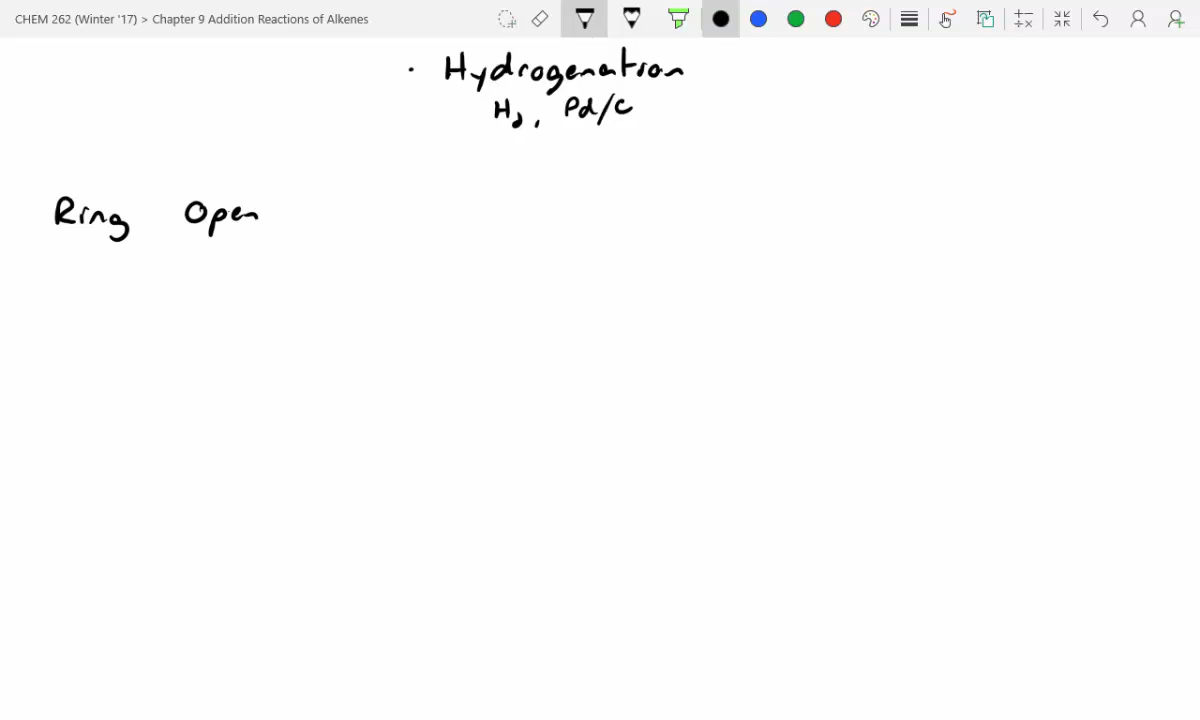 CHEM 262 (Winter '17) > Chapter 9 Addition Reactions of Alkenes
· Hydrogenation
H₂, Pd/C
Ring Open